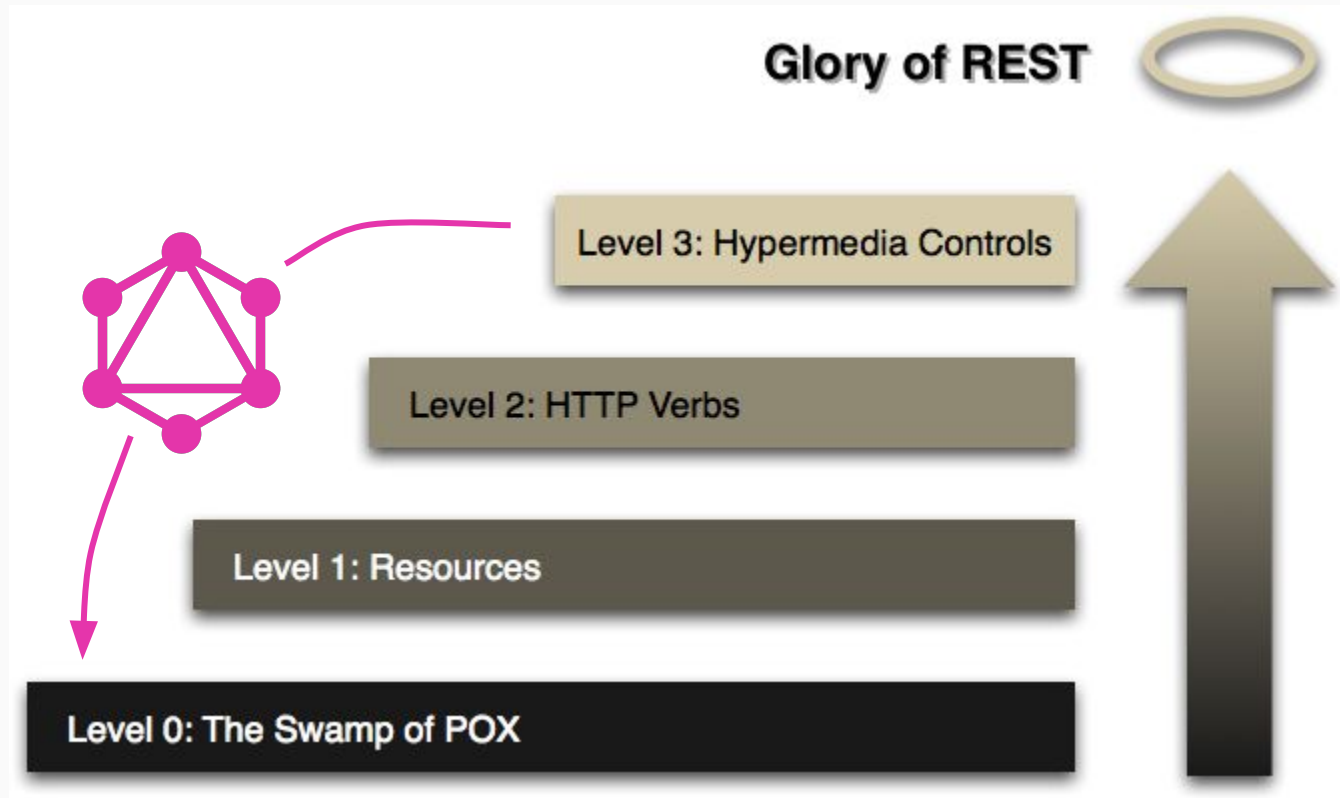 Glory of REST
Level 3: Hypermedia Controls
Level 2: HTTP Verbs
Level 1: Resources
Level 0: The Swamp of POX